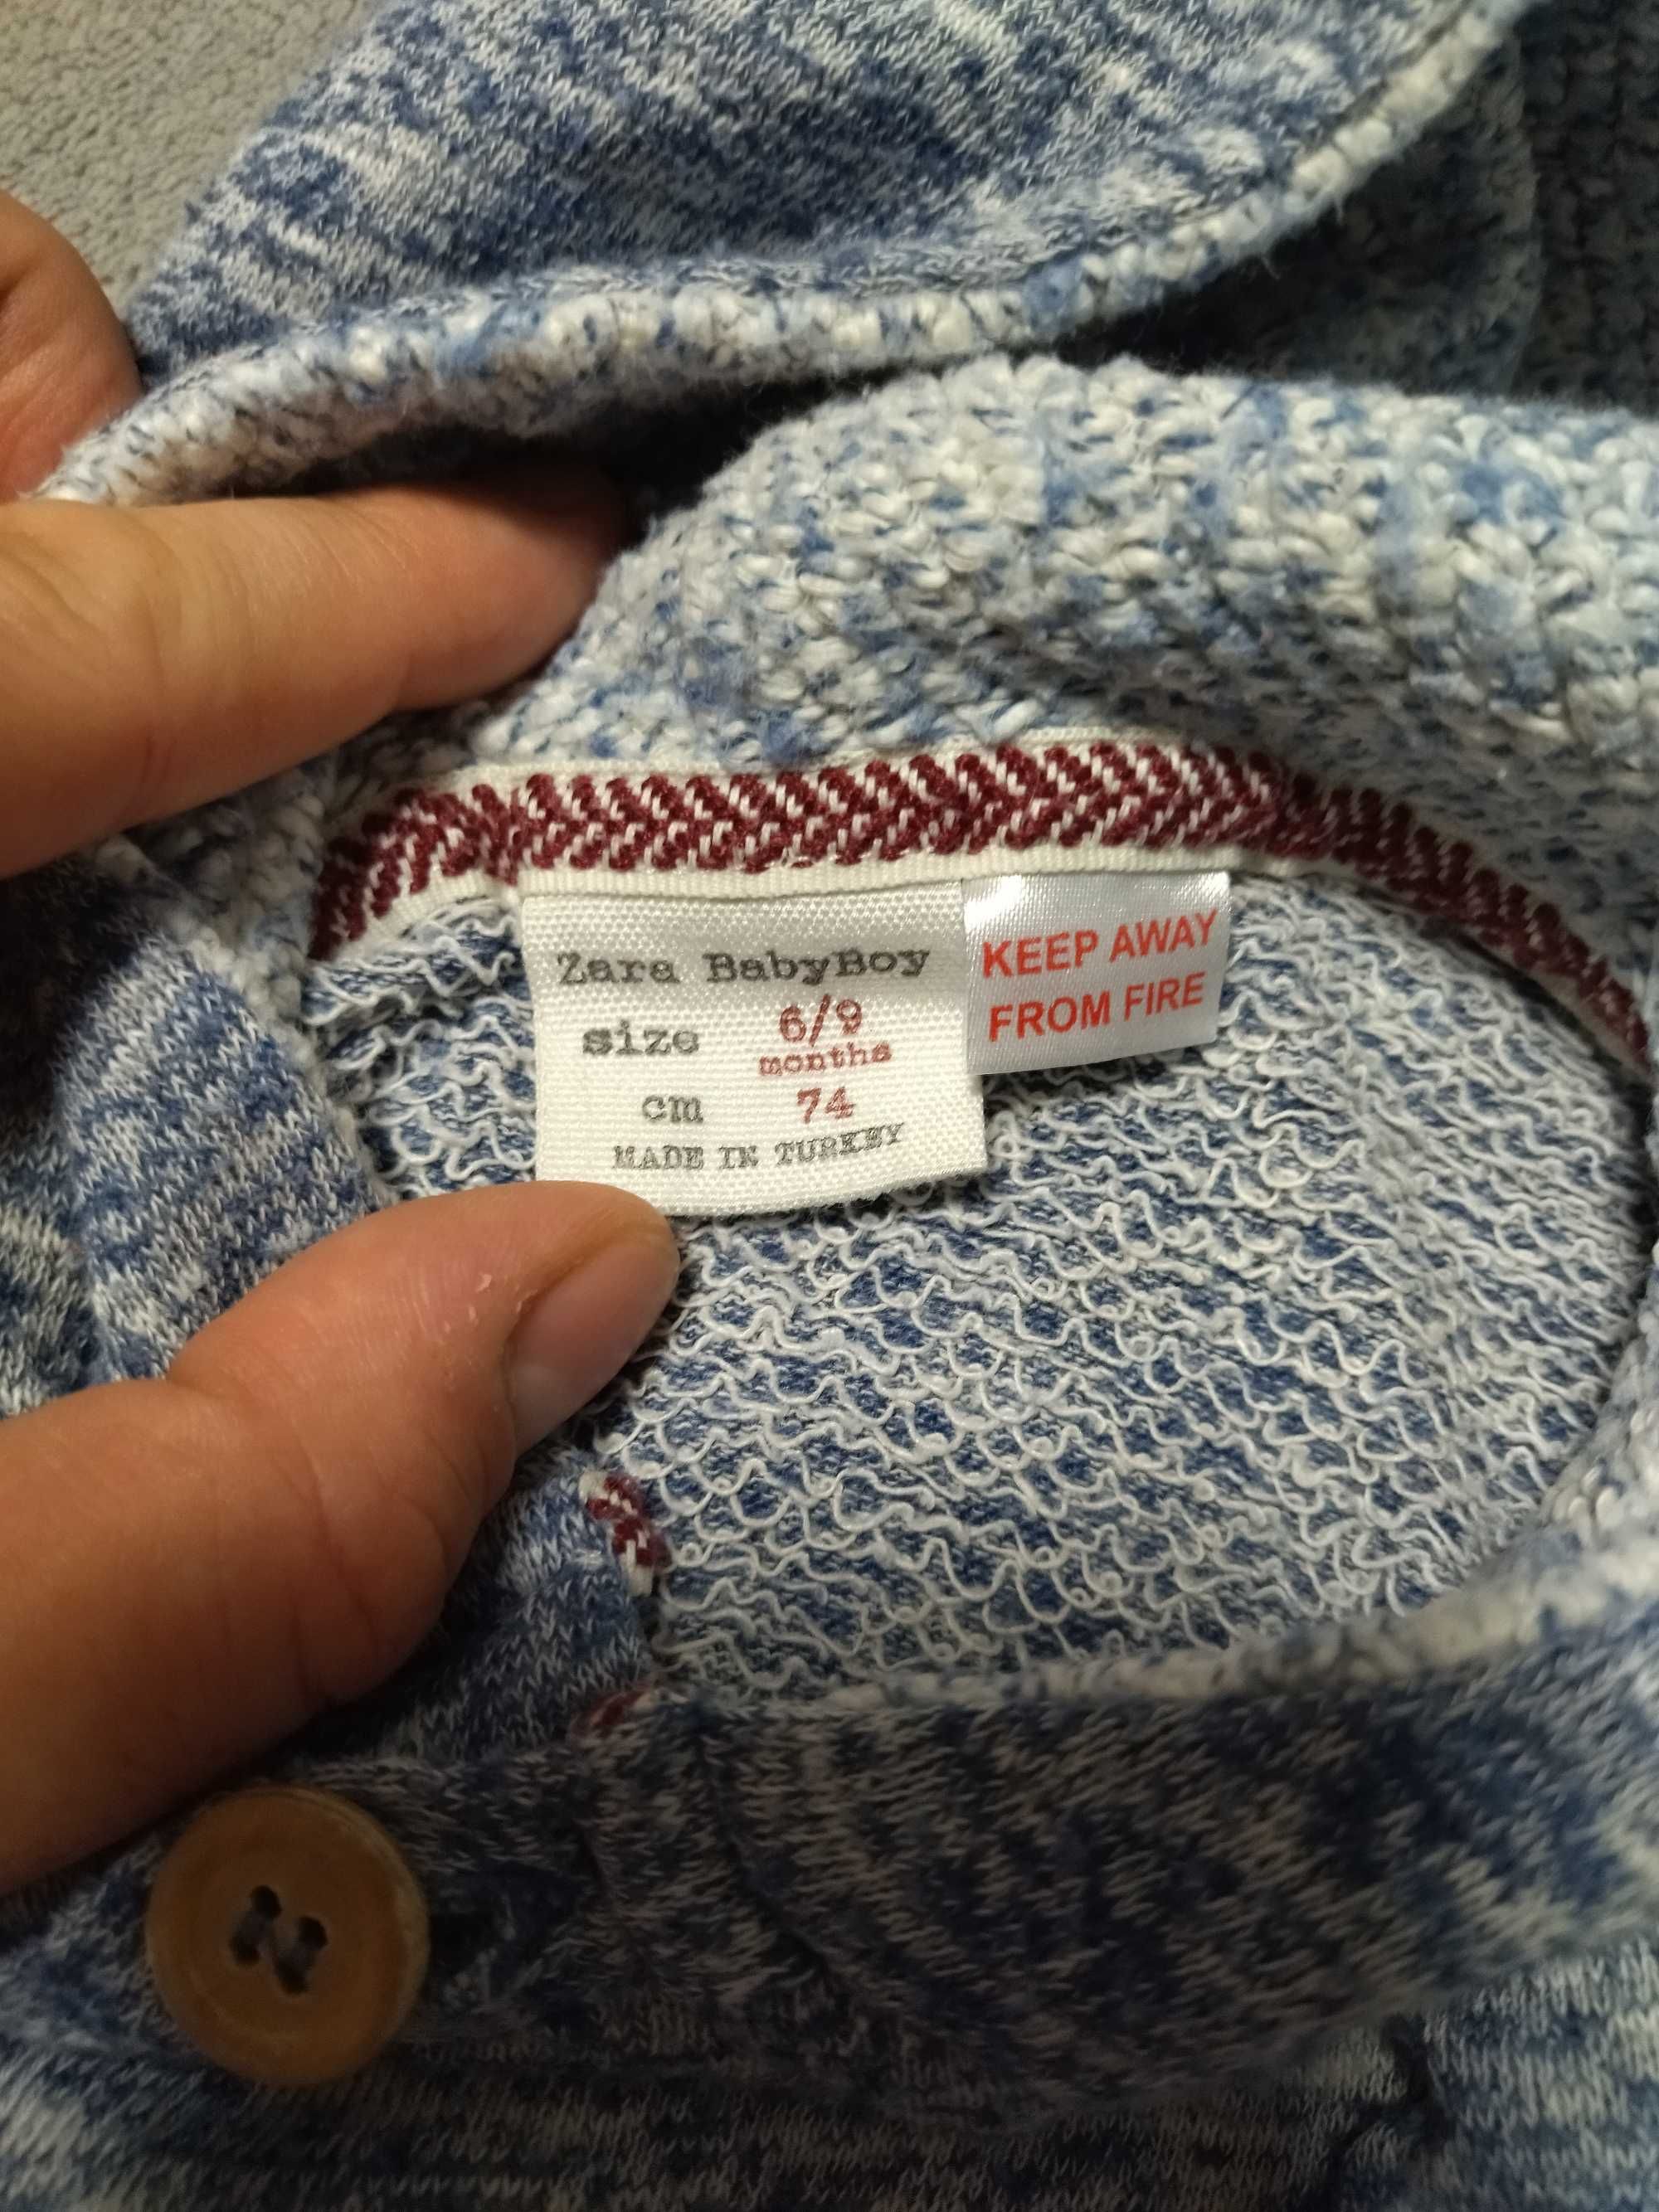 Zara BabyBoy
size 6/9
months
cm 74
MADE IN TURKEY
KEEP AWAY
FROM FIRE